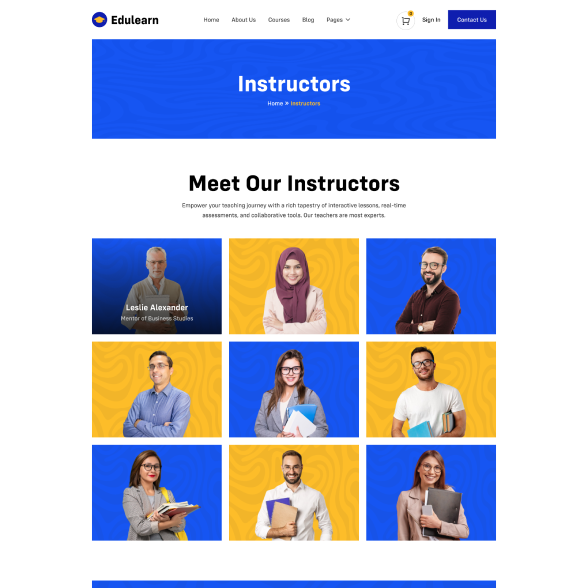 Edulearn
Home
About Us
Courses
Blog
Pages
Sign In
Contact Us
Instructors
Home » Instructors
Meet Our Instructors
Empower your teaching journey with a rich tapestry of interactive lessons, real-time
assessments, and collaborative tools. Our teachers are most experts.
Leslie Alexander
Mentor of Business Studies